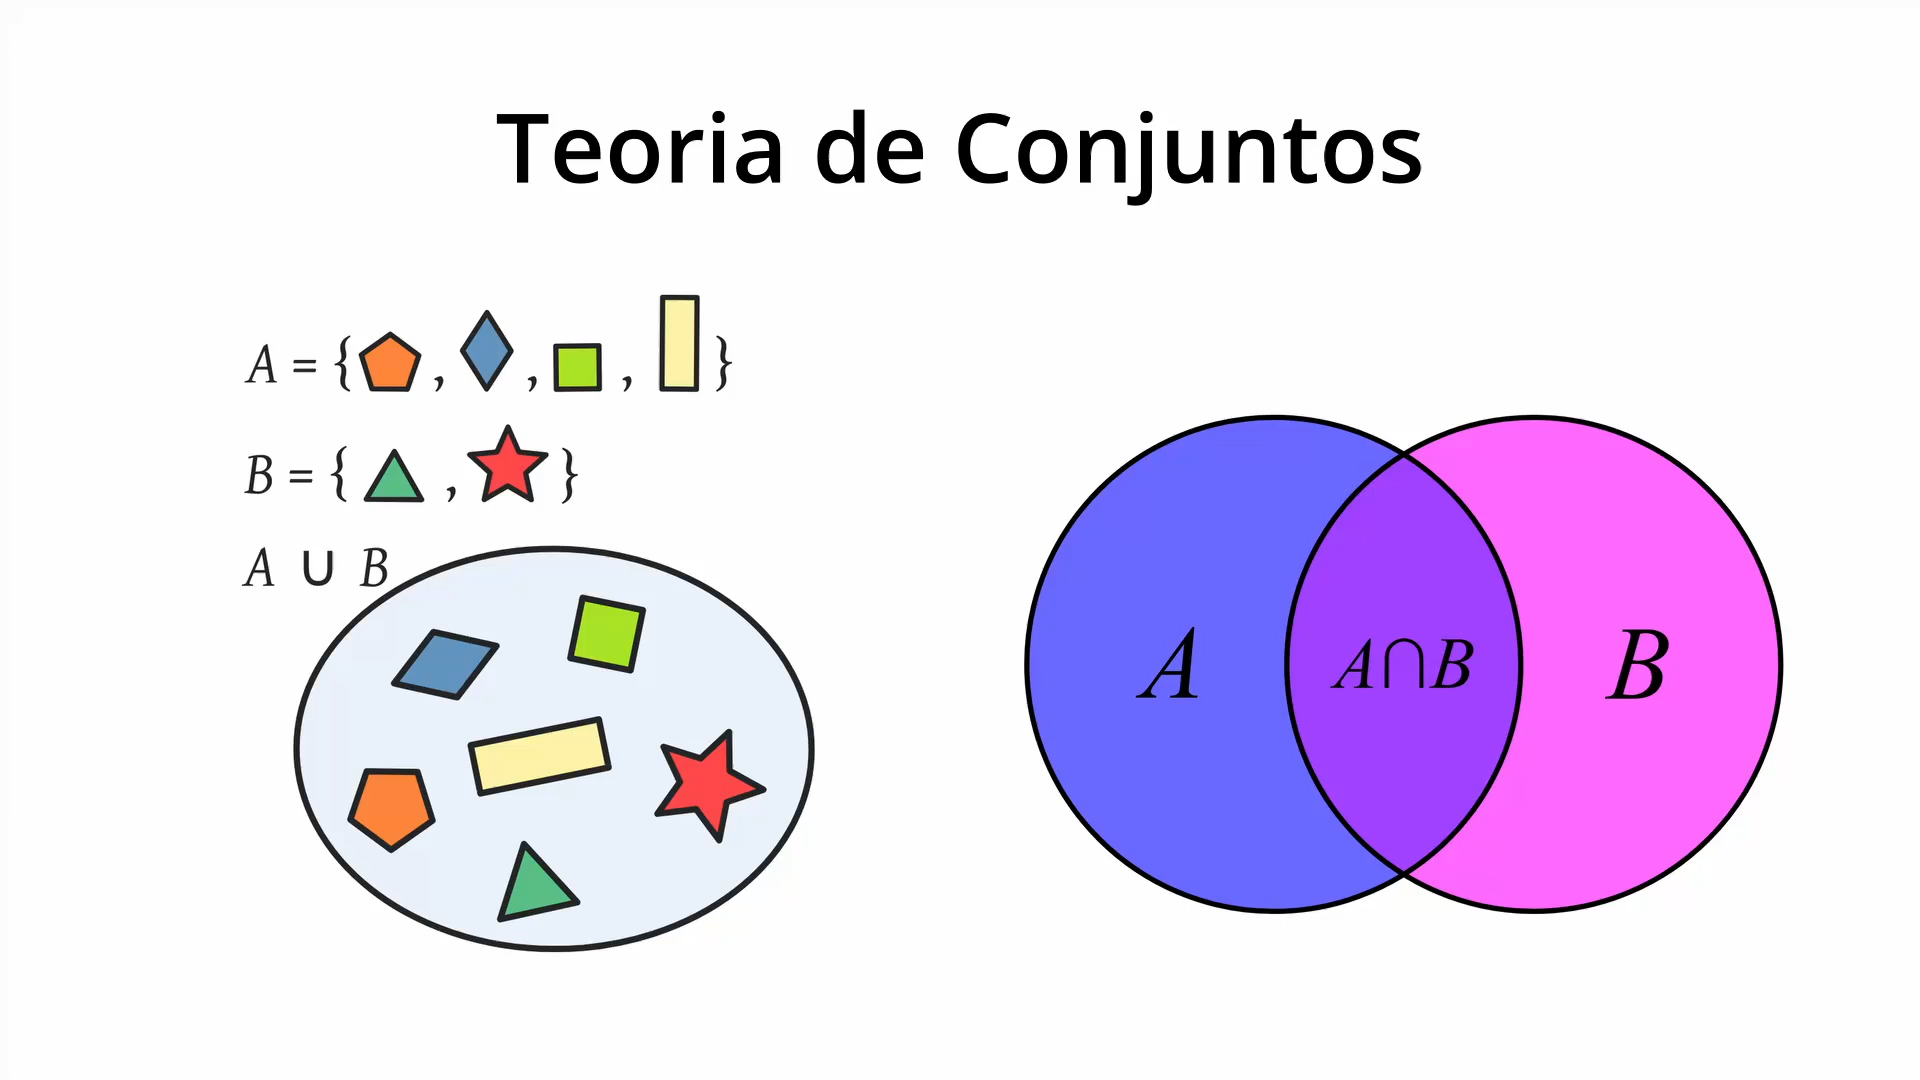 Teoria de Conjuntos
A = { , , , }
B = { , }
A ∪ B
A A∩B B